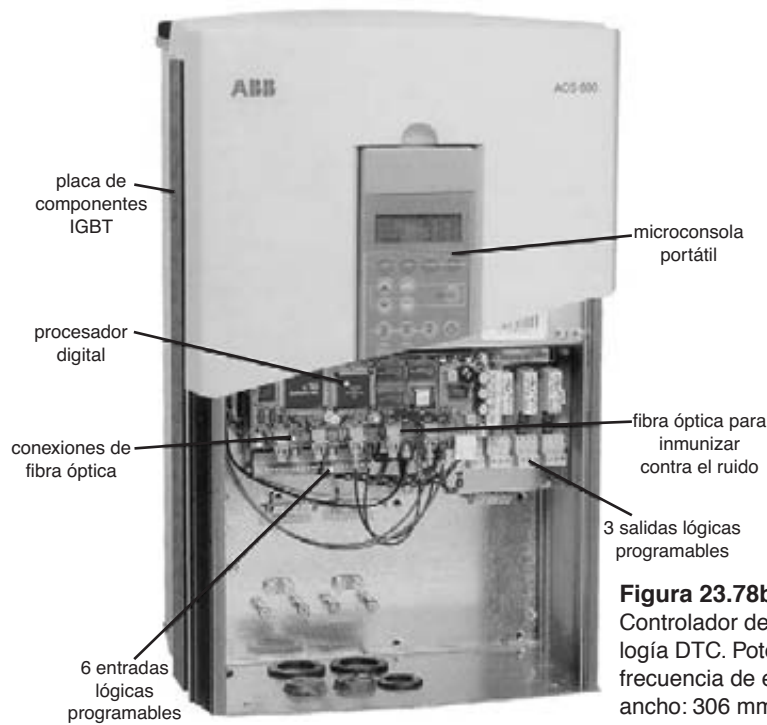 ABB
ACS 600
placa de
componentes
IGBT
microconsola
portátil
procesador
digital
conexiones de
fibra óptica
fibra óptica para
inmunizar
contra el ruido
3 salidas lógicas
programables
6 entradas
lógicas
programables
Figura 23.78b
Controlador de
logía DTC. Pot
frecuencia de e
ancho: 306 mm